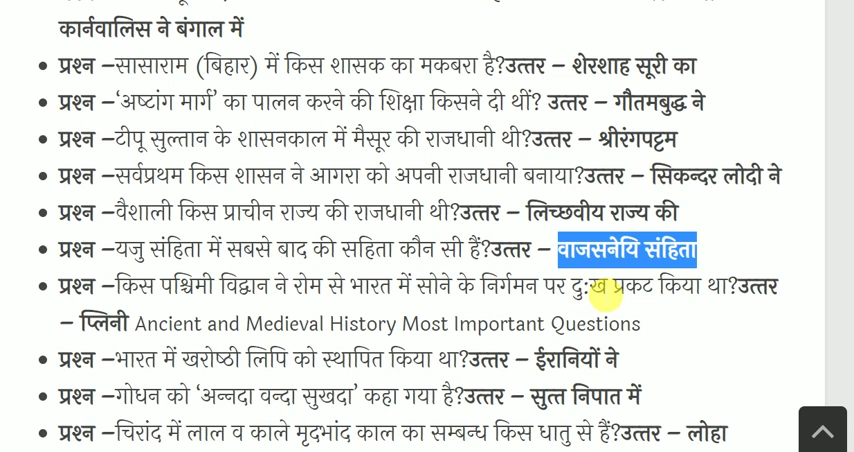 कार्नवालिस ने बंगाल में
प्रश्न –सासाराम (बिहार) में किस शासक का मकबरा है?उत्तर – शेरशाह सूरी का
प्रश्न –‘अष्टांग मार्ग’ का पालन करने की शिक्षा किसने दी थीं? उत्तर – गौतमबुद्ध ने
प्रश्न –टीपू सुल्तान के शासनकाल में मैसूर की राजधानी थी?उत्तर – श्रीरंगपट्टम
प्रश्न –सर्वप्रथम किस शासन ने आगरा को अपनी राजधानी बनाया?उत्तर – सिकन्दर लोदी ने
प्रश्न –वैशाली किस प्राचीन राज्य की राजधानी थी?उत्तर – लिच्छवीय राज्य की
प्रश्न –यजु संहिता में सबसे बाद की सहिता कौन सी हैं?उत्तर – वाजसनेयि संहिता
प्रश्न –किस पश्चिमी विद्वान ने रोम से भारत में सोने के निर्गमन पर दु:ख प्रकट किया था?उत्तर
– प्लिनी Ancient and Medieval History Most Important Questions
प्रश्न –भारत में खरोष्ठी लिपि को स्थापित किया था?उत्तर – ईरानियों ने
प्रश्न –गोधन को ‘अन्नदा वन्दा सुखदा’ कहा गया है?उत्तर – सुत्त निपात में
प्रश्न –चिरांद में लाल व काले मृदभांद काल का सम्बन्ध किस धातु से हैं?उत्तर – लोहा